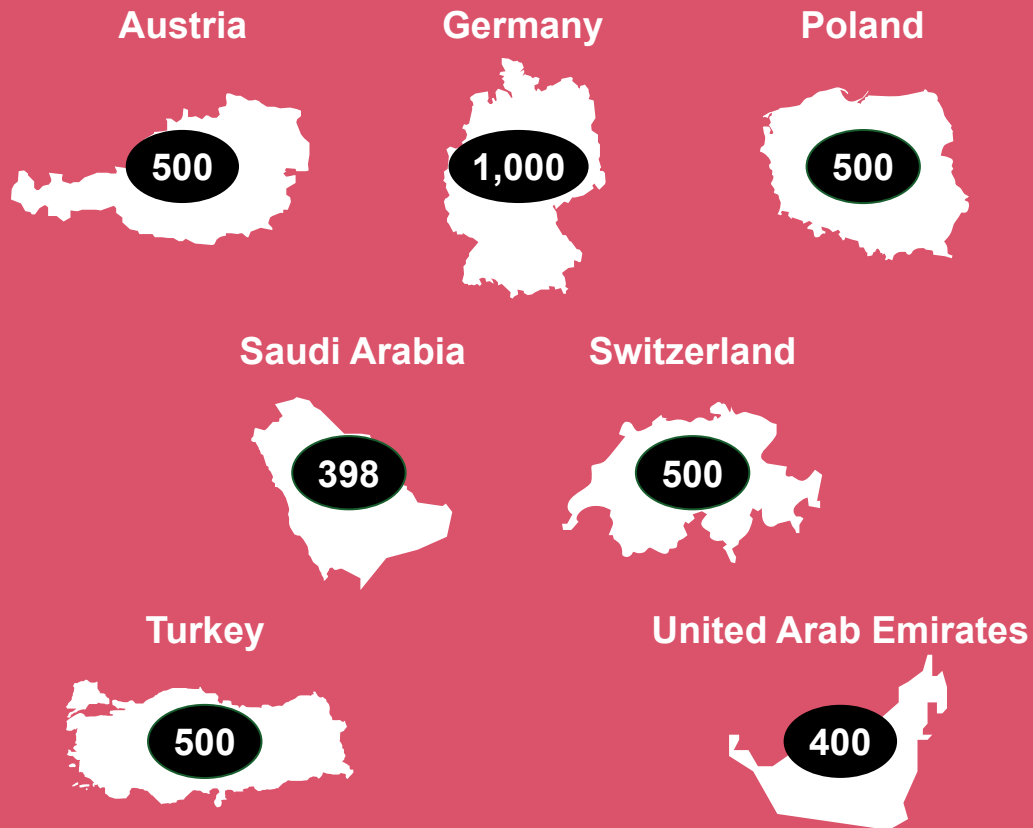 Austria Germany Poland
500 1,000 500
Saudi Arabia Switzerland
398 500
Turkey United Arab Emirates
500 400